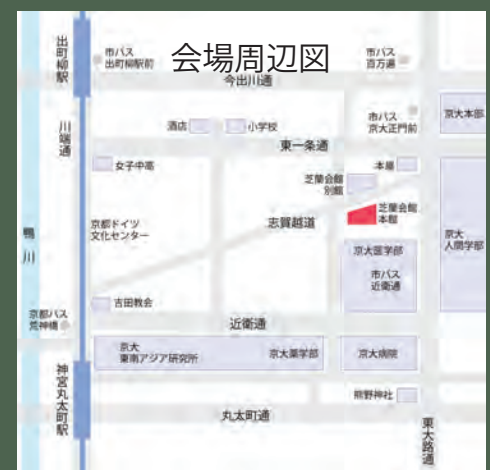 会場周辺図
出町柳駅
市バス
出町柳駅前
市バス
百万遍
今出川通
川端通
酒店
小学校
市バス
京大正門前
京大本部
東一条通
女子中高
本屋
芝蘭会館
別館
芝蘭会館
本館
志賀越道
京都ドイツ
文化センター
鴨川
京大医学部
市バス
近衛通
京大
人間学部
吉田教会
京都バス
荒神橋
近衛通
京大
東南アジア研究所
京大薬学部
京大病院
神宮丸太町駅
熊野神社
丸太町通
東大路通